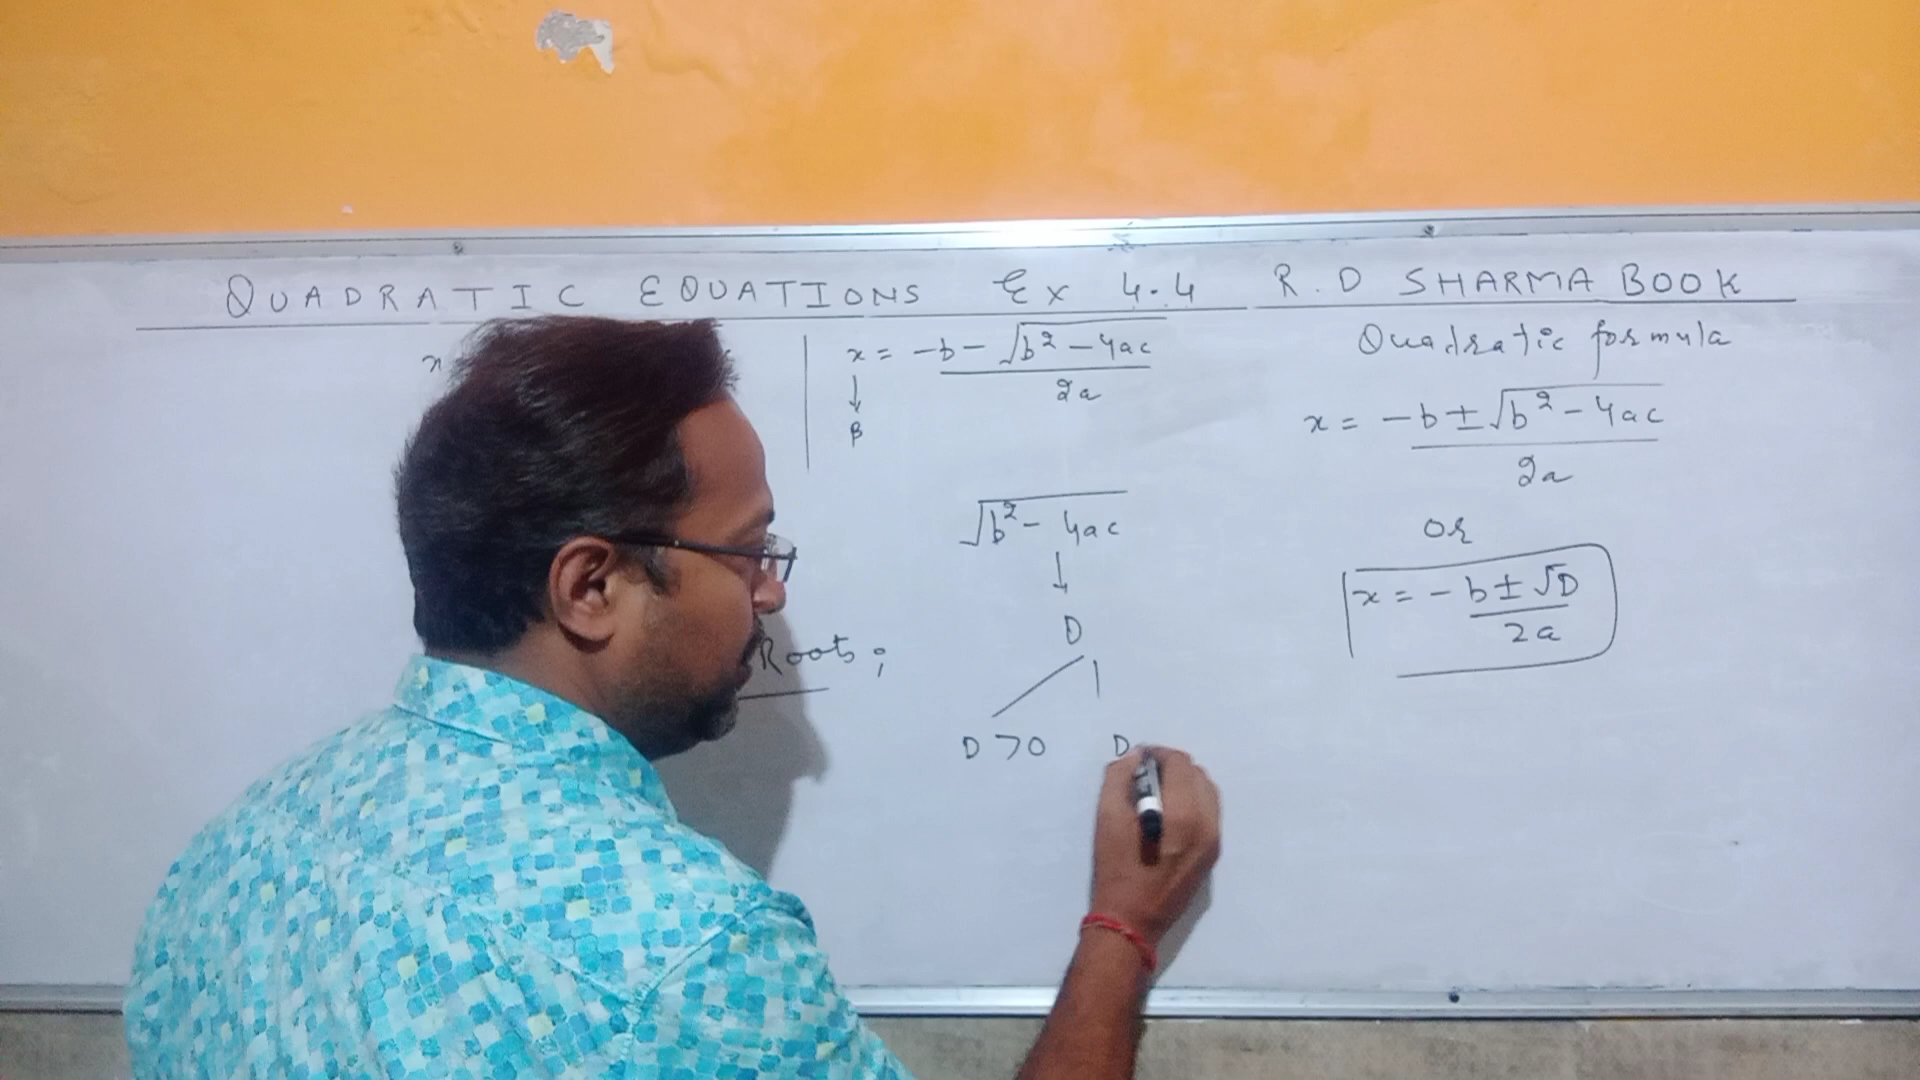 QUADRATIC EQUATIONS Ex 4.4 R.D SHARMA BOOK
x
x = -b - √(b² - 4ac) / 2a
↓
β
Quadratic formula
x = -b ± √(b² - 4ac) / 2a
or
x = -b ± √D / 2a
√(b² - 4ac)
↓
D
Roots ;
D >0 D